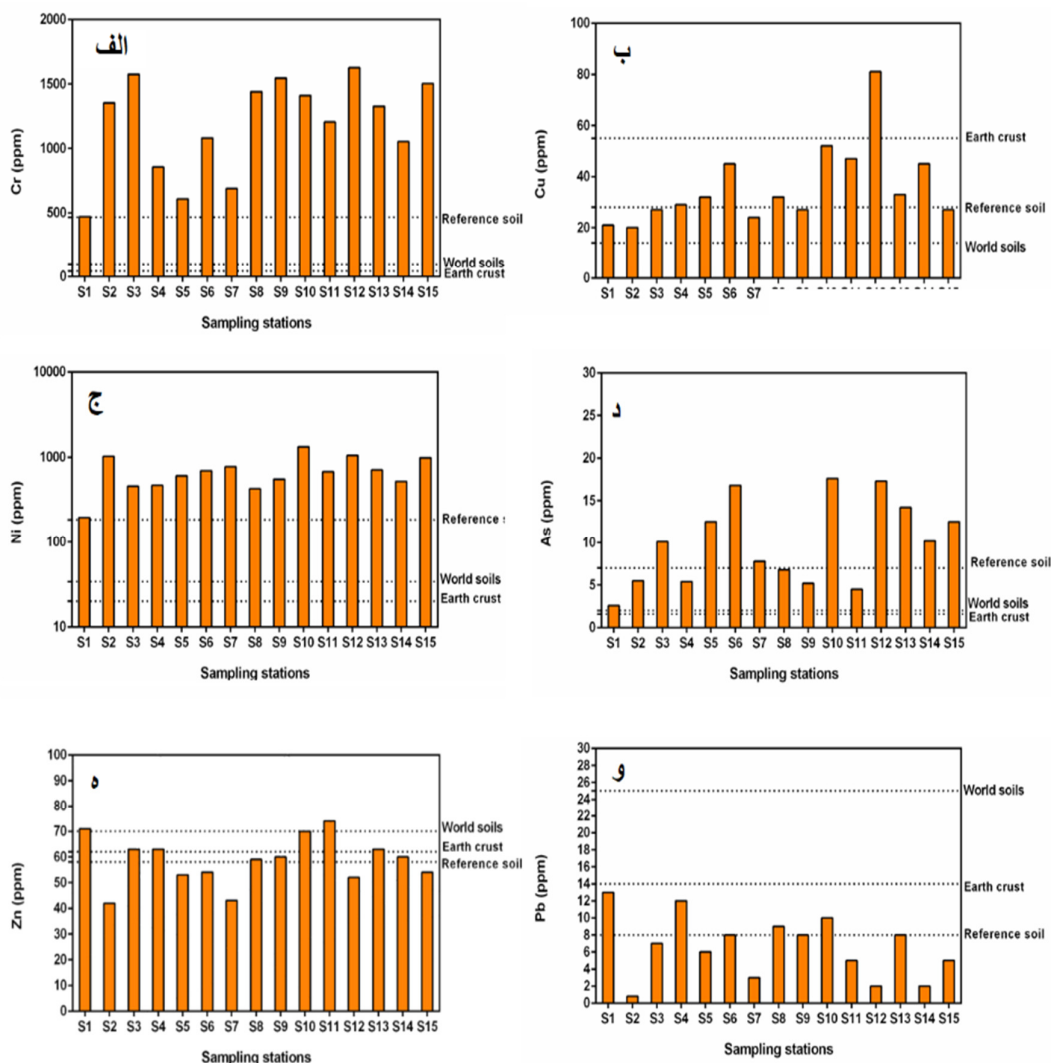 الف
Cr (ppm)
2000
1500
1000
500
0
Reference soil
World soils
Earth crust
S1 S2 S3 S4 S5 S6 S7 S8 S9 S10 S11 S12 S13 S14 S15
Sampling stations
ب
Cu (ppm)
100
80
60
40
20
0
Earth crust
Reference soil
World soils
S1 S2 S3 S4 S5 S6 S7
ج
Ni (ppm)
10000
1000
100
10
Reference
World soils
Earth crust
S1 S2 S3 S4 S5 S6 S7 S8 S9 S10 S11 S12 S13 S14 S15
Sampling stations
د
As (ppm)
30
25
20
15
10
5
0
Reference soil
World soils
Earth crust
S1 S2 S3 S4 S5 S6 S7 S8 S9 S10 S11 S12 S13 S14 S15
Sampling stations
ه
Zn (ppm)
100
90
80
70
60
50
40
30
20
10
0
World soils
Earth crust
Reference soil
S1 S2 S3 S4 S5 S6 S7 S8 S9 S10 S11 S12 S13 S14 S15
Sampling stations
و
Pb (ppm)
30
28
26
24
22
20
18
16
14
12
10
8
6
4
2
0
World soils
Earth crust
Reference soil
S1 S2 S3 S4 S5 S6 S7 S8 S9 S10 S11 S12 S13 S14 S15
Sampling stations